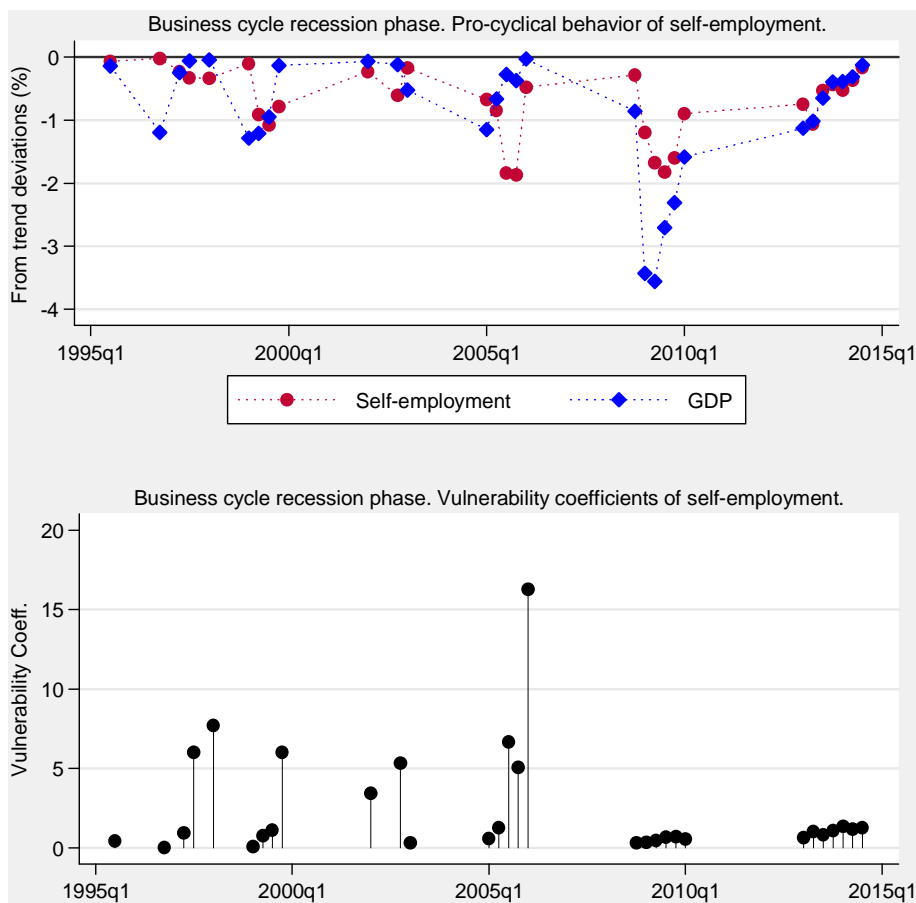 Business cycle recession phase. Pro-cyclical behavior of self-employment.
From trend deviations (%)
0
-1
-2
-3
-4
1995q1 2000q1 2005q1 2010q1 2015q1
Self-employment GDP
Business cycle recession phase. Vulnerability coefficients of self-employment.
Vulnerability Coeff.
20
15
10
5
0
1995q1 2000q1 2005q1 2010q1 2015q1